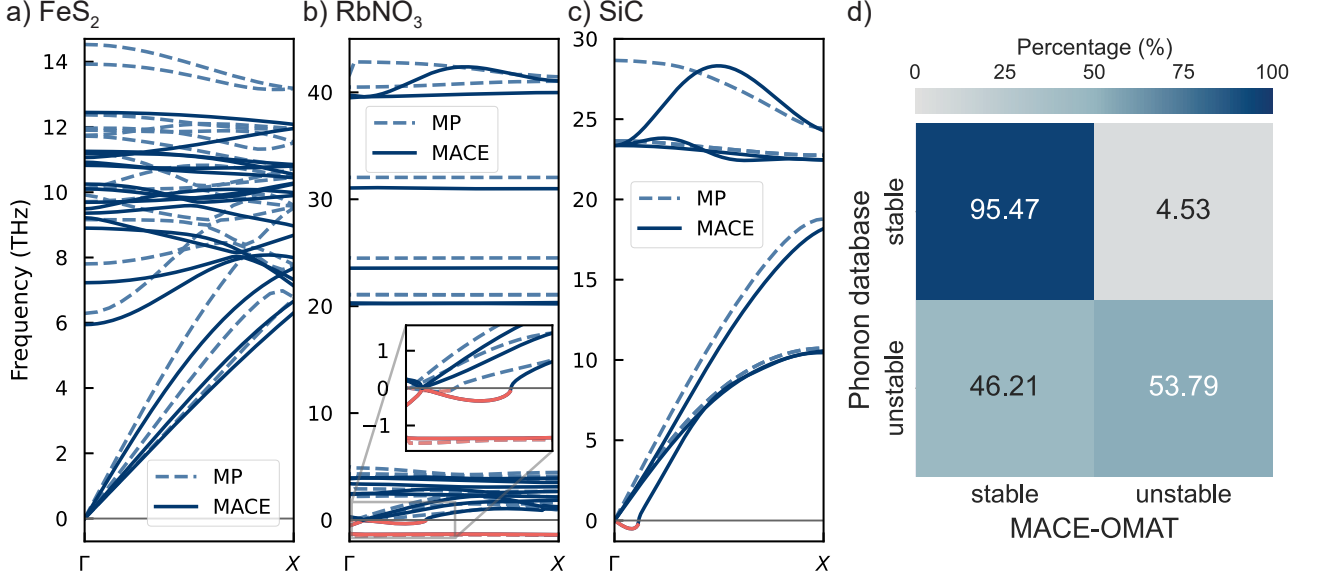 a) FeS2
b) RbNO3
c) SiC
d)
Frequency (THz)
14
12
10
8
6
4
2
0
MP
MACE
Γ
X
40
30
20
10
0
MP
MACE
1
0
−1
Γ
X
30
25
20
15
10
5
0
MP
MACE
Γ
X
Percentage (%)
0 25 50 75 100
Phonon database
stable
unstable
95.47 4.53
46.21 53.79
stable unstable
MACE-OMAT